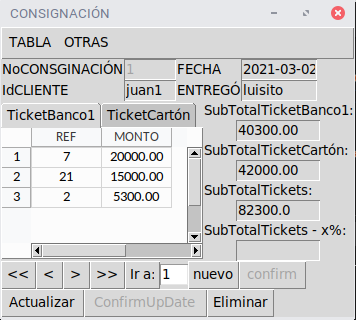 CONSIGNACIÓN
TABLA OTRAS
NoCONSGINACIÓN 1 FECHA 2021-03-02
IdCLIENTE juan1 ENTREGÓ luisito
TicketBanco1 TicketCartón
REF MONTO
1 7 20000.00
2 21 15000.00
3 2 5300.00
SubTotalTicketBanco1:
40300.00
SubTotalTicketCartón:
42000.00
SubTotalTickets:
82300.0
SubTotalTickets - x%:
<< < > >> Ir a: 1 nuevo confirm
Actualizar ConfirmUpDate Eliminar